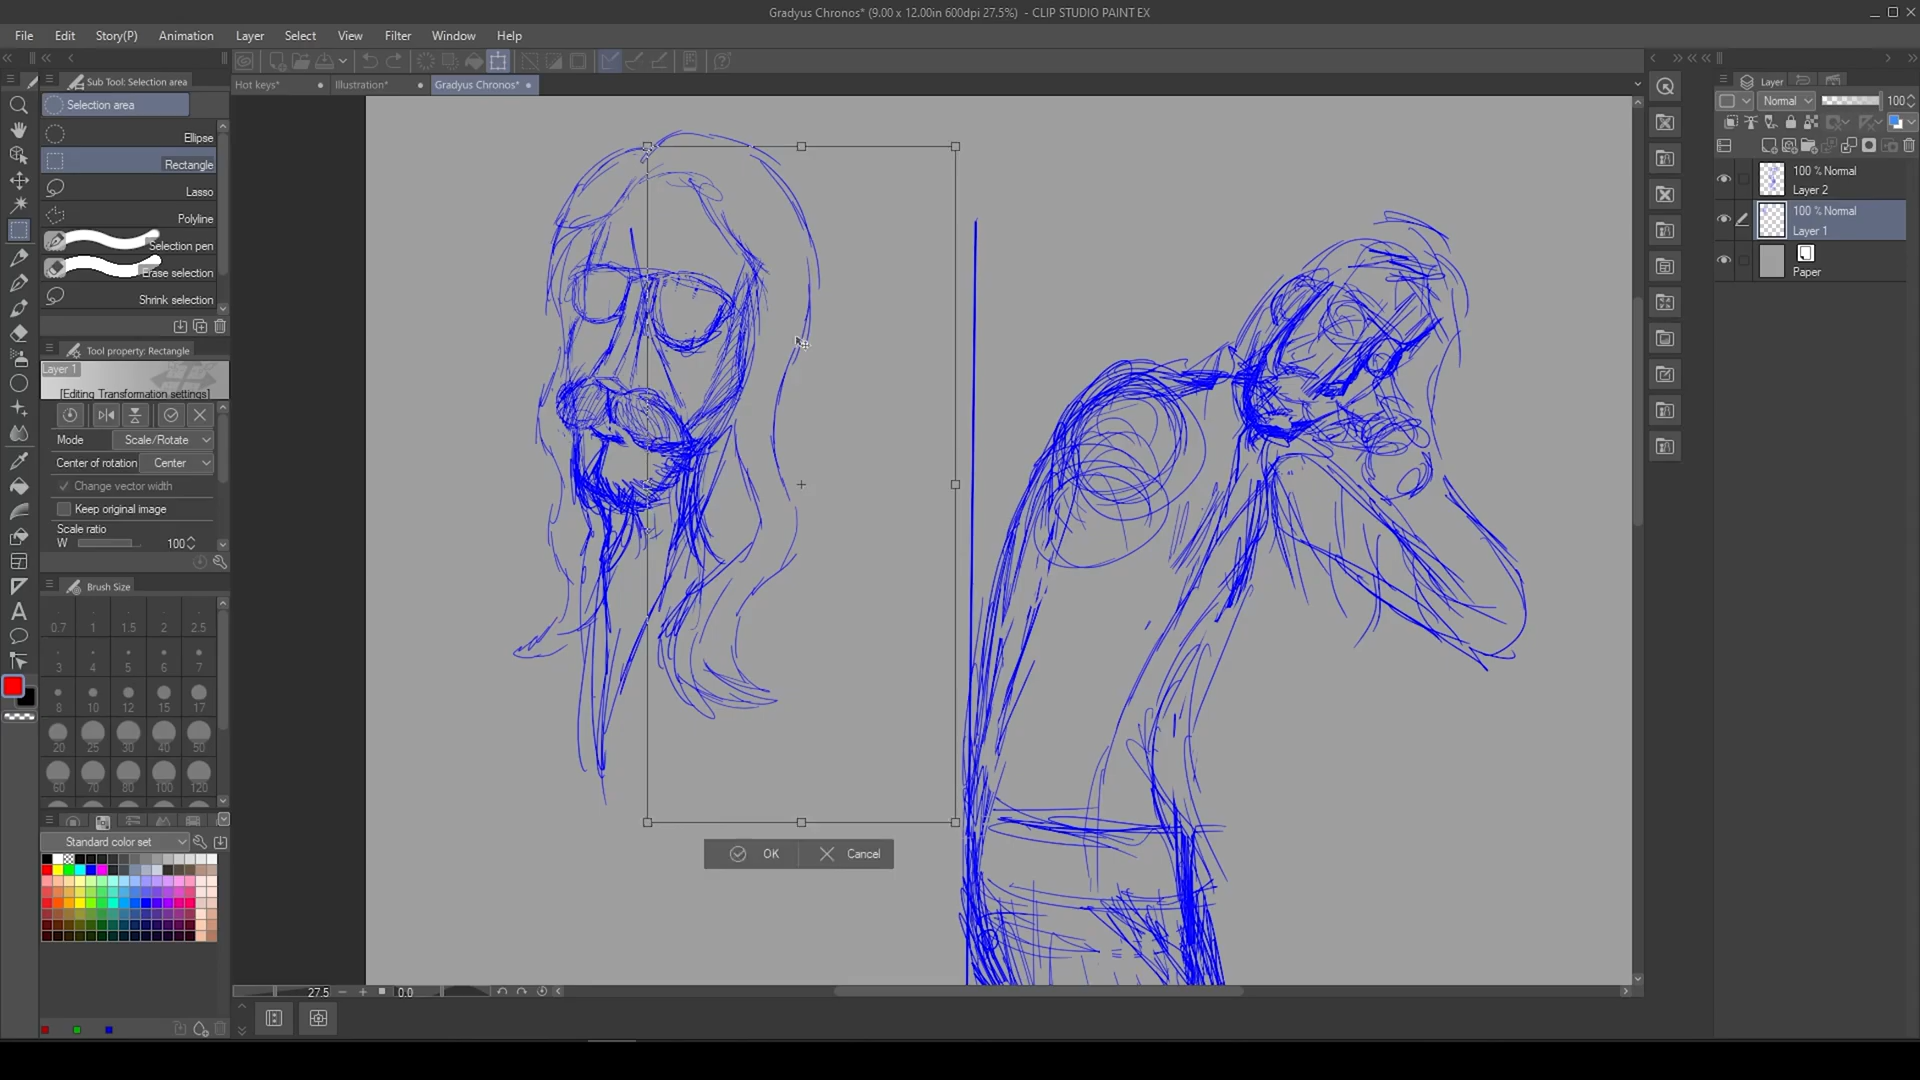 Gradyus Chronos* (9.00 x 12.00in 600dpi 27.5%) - CLIP STUDIO PAINT EX
File Edit Story(P) Animation Layer Select View Filter Window Help
Sub Tool: Selection area
Hot keys* Illustration* Gradyus Chronos*
Selection area
Ellipse
Rectangle
Lasso
Polyline
Selection pen
Erase selection
Shrink selection
Tool property: Rectangle
Layer 1
[Editing Transformation settings]
Mode Scale/Rotate
Center of rotation Center
Change vector width
Keep original image
Scale ratio
W 100
Brush Size
0.7 1 1.5 2 2.5
3 4 5 6 7
8 10 12 15 17
20 25 30 40 50
60 70 80 100 120
Standard color set
OK Cancel
27.5 0.0
Layer
Normal 100
100 % Normal
Layer 2
100 % Normal
Layer 1
Paper